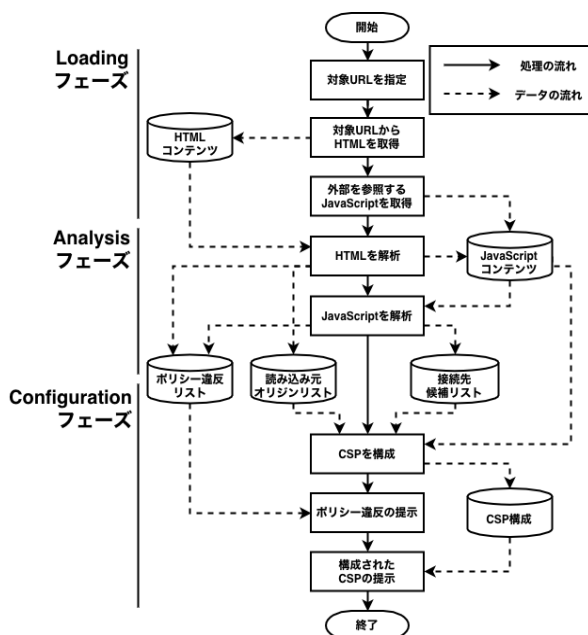 開始
Loading
フェーズ
処理の流れ
データの流れ
対象URLを指定
対象URLから
HTMLを取得
HTML
コンテンツ
外部を参照する
JavaScriptを取得
Analysis
フェーズ
HTMLを解析
JavaScript
コンテンツ
JavaScriptを解析
ポリシー違反
リスト
読み込み元
オリジンリスト
接続先
候補リスト
Configuration
フェーズ
CSPを構成
ポリシー違反の提示
CSP構成
構成された
CSPの提示
終了